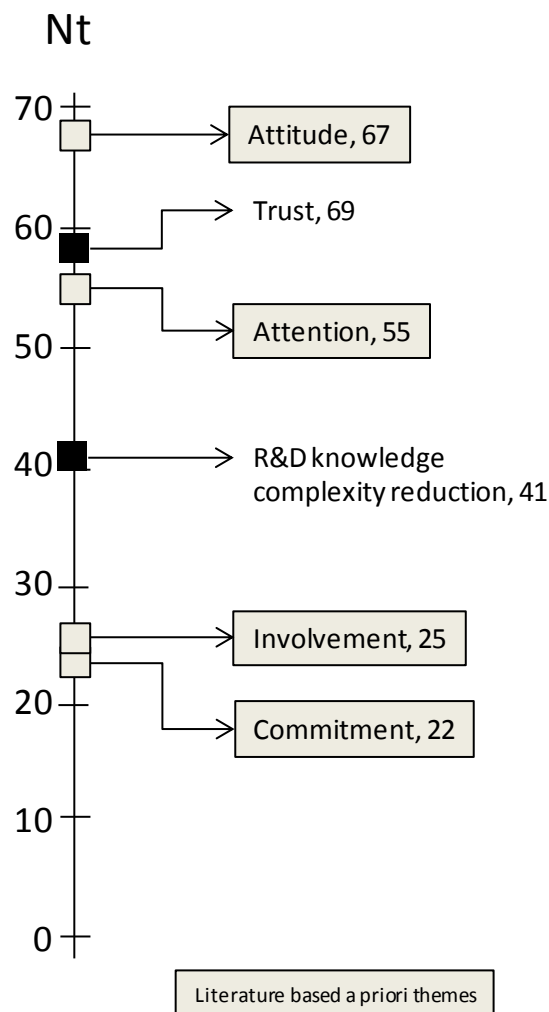 Nt
70
Attitude, 67
Trust, 69
60
Attention, 55
50
R&D knowledge
40
complexity reduction, 41
30
Involvement, 25
20
Commitment, 22
10
0
Literature based a priori themes